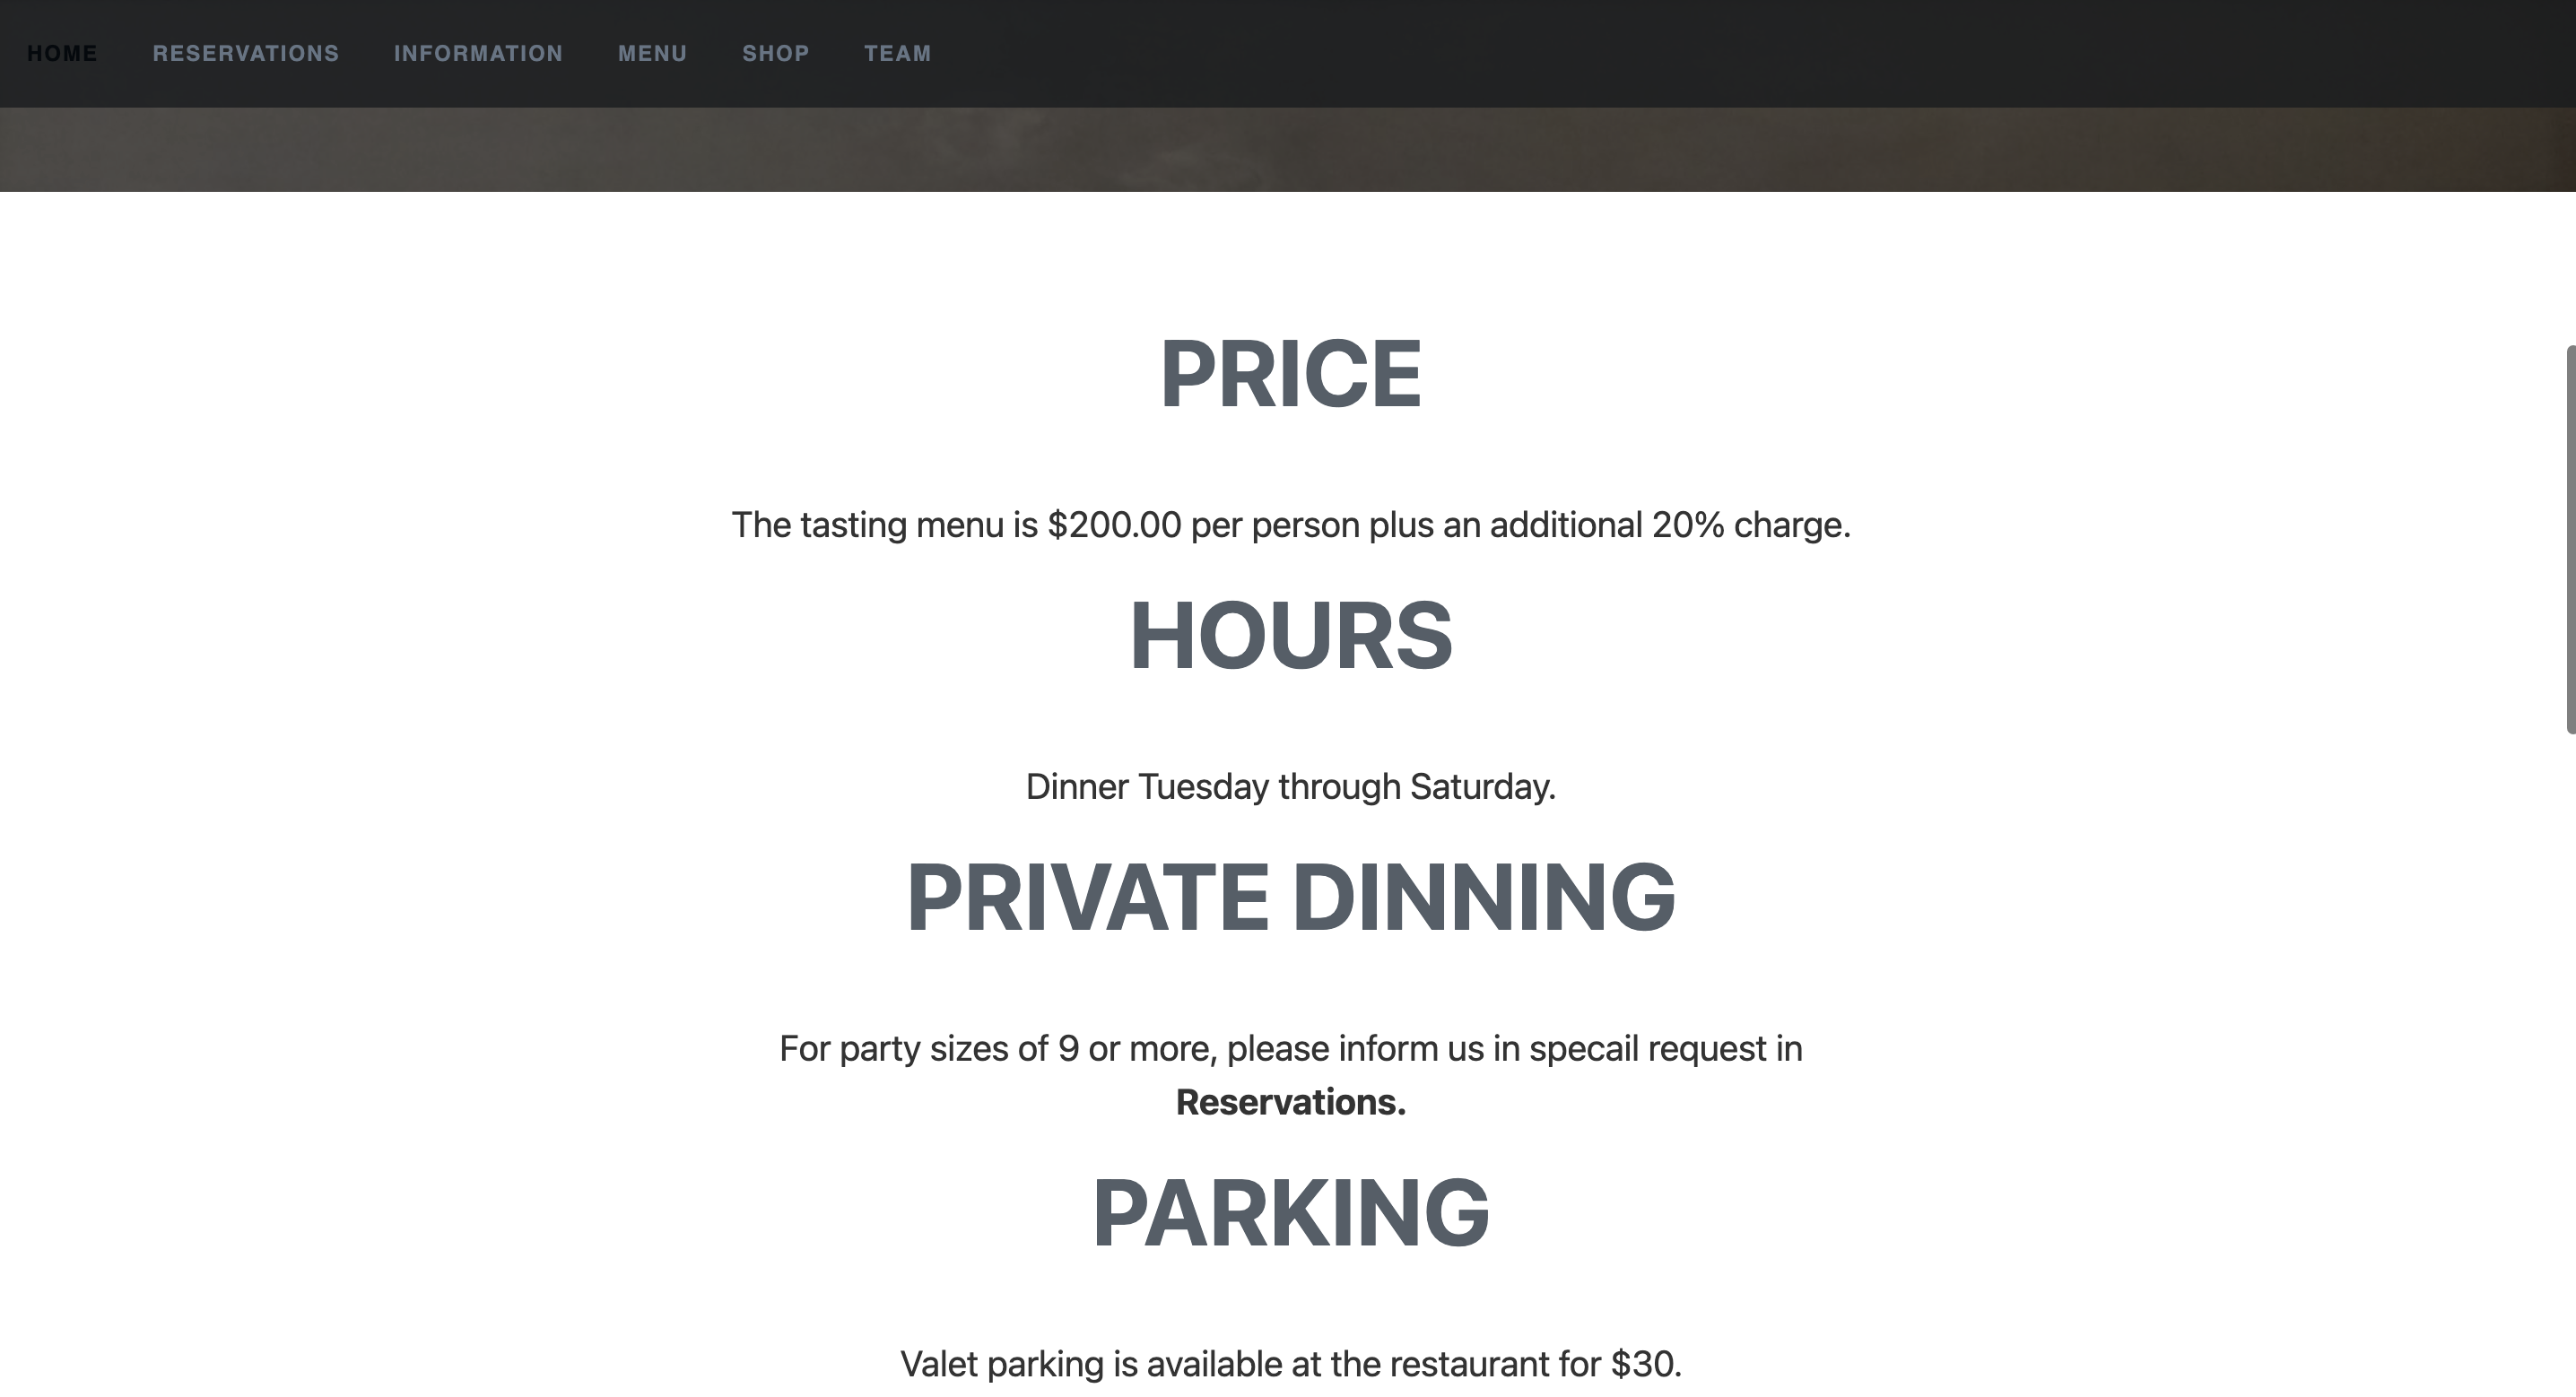 HOME RESERVATIONS INFORMATION MENU SHOP TEAM
PRICE
The tasting menu is $200.00 per person plus an additional 20% charge.
HOURS
Dinner Tuesday through Saturday.
PRIVATE DINNING
For party sizes of 9 or more, please inform us in specail request in
Reservations.
PARKING
Valet parking is available at the restaurant for $30.